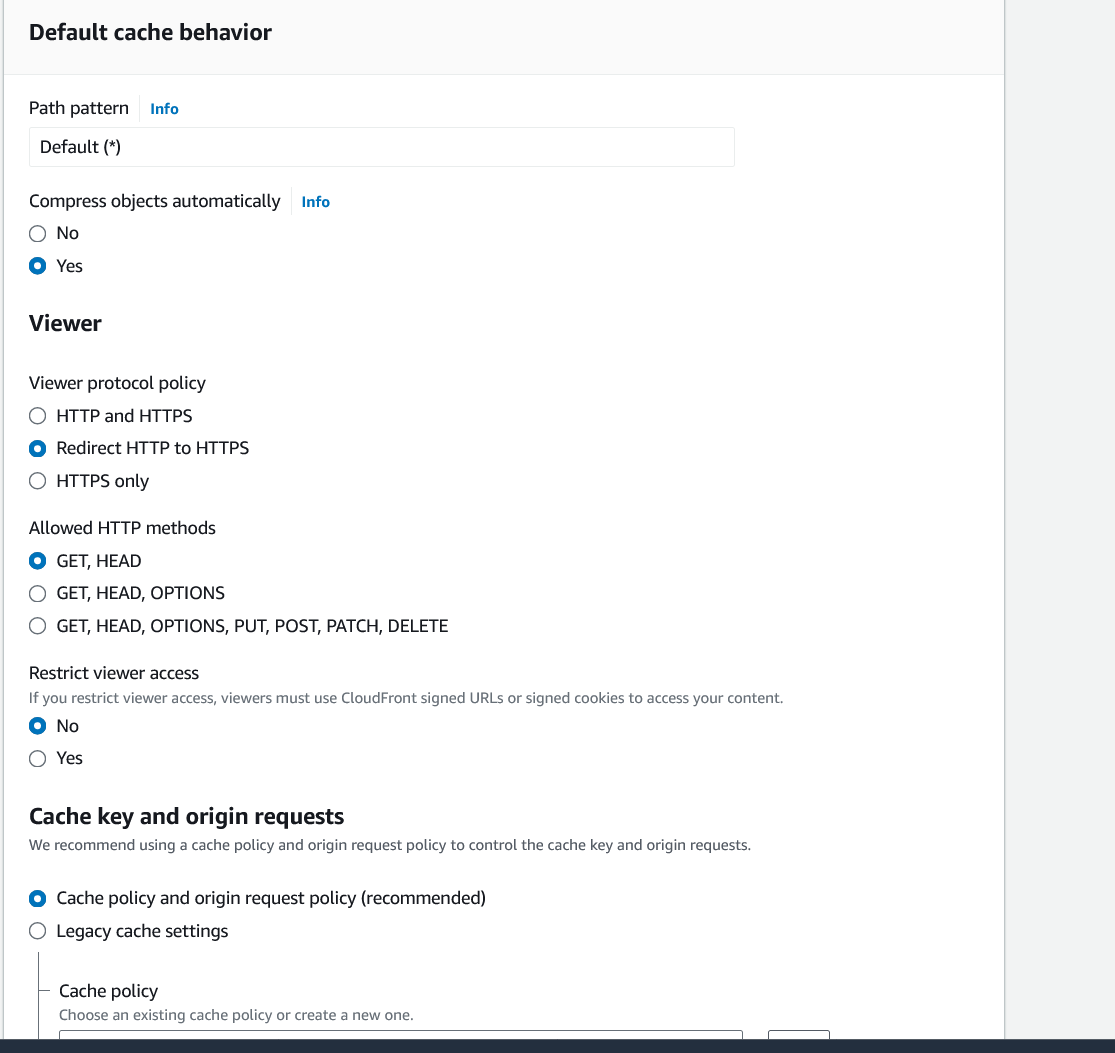 Default cache behavior
Path pattern Info
Default (*)
Compress objects automatically Info
No
Yes
Viewer
Viewer protocol policy
HTTP and HTTPS
Redirect HTTP to HTTPS
HTTPS only
Allowed HTTP methods
GET, HEAD
GET, HEAD, OPTIONS
GET, HEAD, OPTIONS, PUT, POST, PATCH, DELETE
Restrict viewer access
If you restrict viewer access, viewers must use CloudFront signed URLs or signed cookies to access your content.
No
Yes
Cache key and origin requests
We recommend using a cache policy and origin request policy to control the cache key and origin requests.
Cache policy and origin request policy (recommended)
Legacy cache settings
Cache policy
Choose an existing cache policy or create a new one.